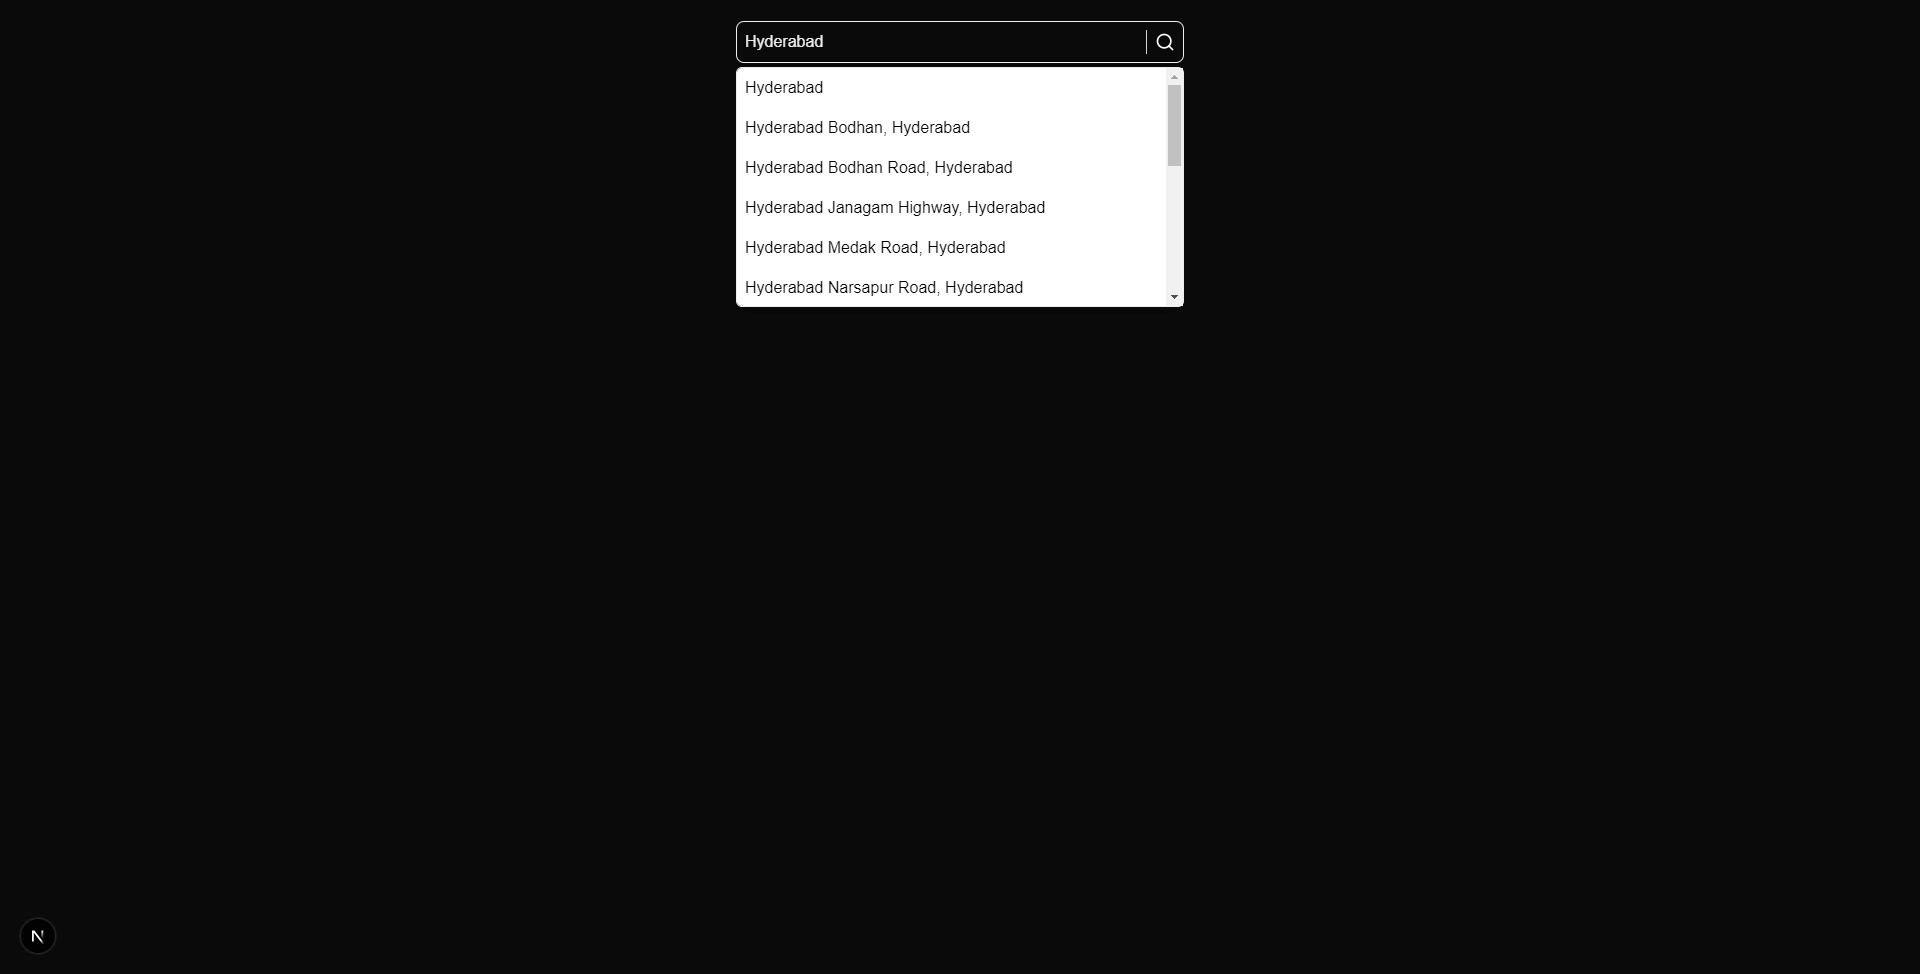 Hyderabad
Hyderabad
Hyderabad Bodhan, Hyderabad
Hyderabad Bodhan Road, Hyderabad
Hyderabad Janagam Highway, Hyderabad
Hyderabad Medak Road, Hyderabad
Hyderabad Narsapur Road, Hyderabad
N